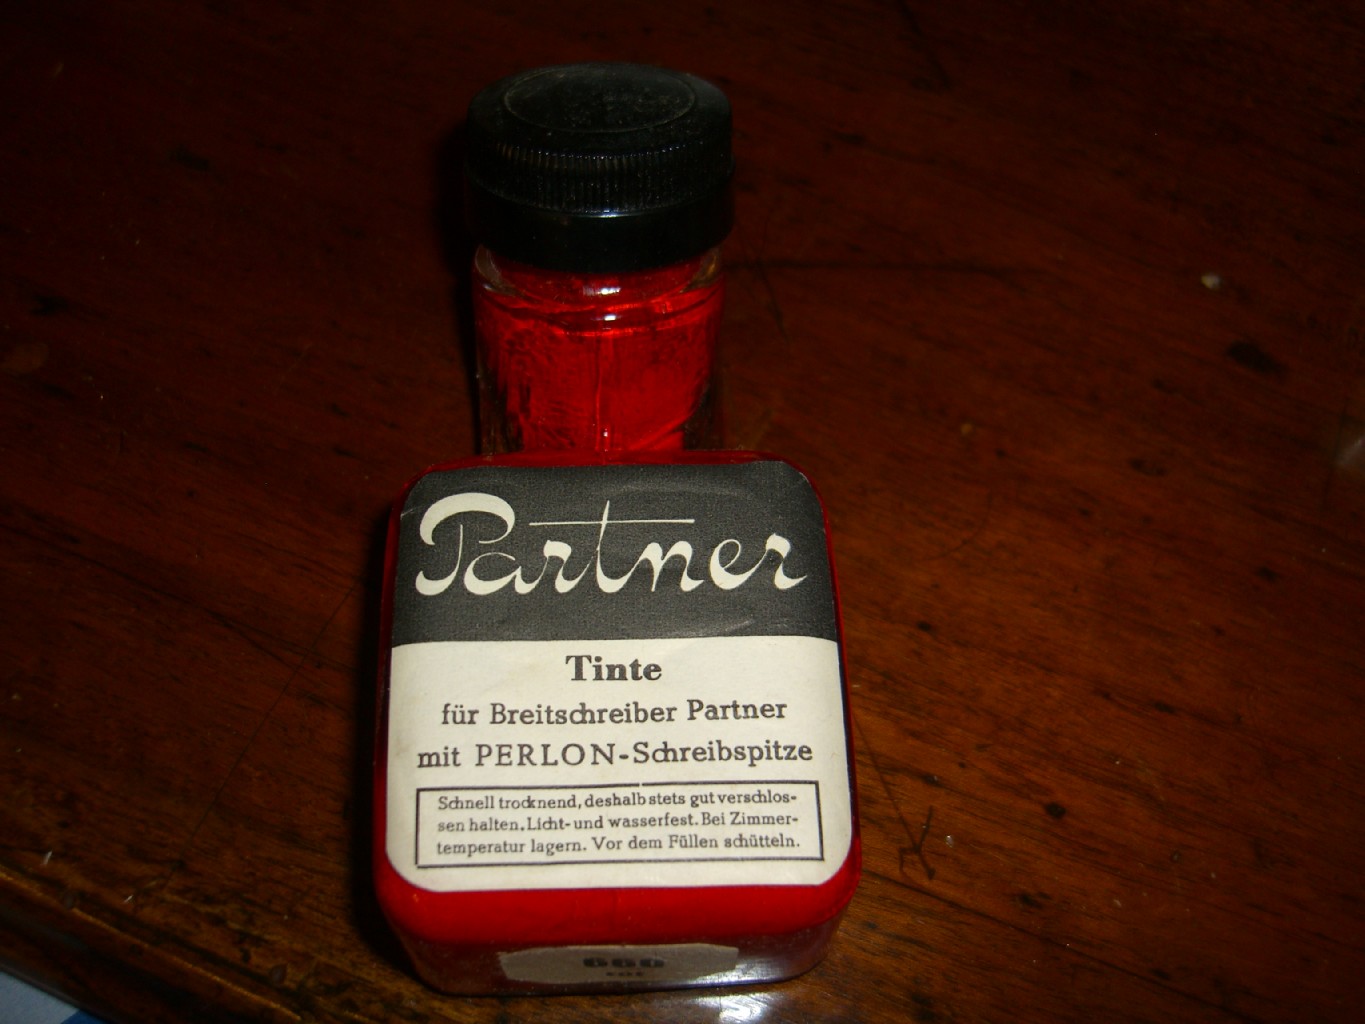 Partner
Tinte
für Breitschreiber Partner
mit PERLON-Schreibspitze
Schnell trocknend, deshalb stets gut verschlos-
sen halten. Licht- und wasserfest. Bei Zimmer-
temperatur lagern. Vor dem Füllen schütteln.